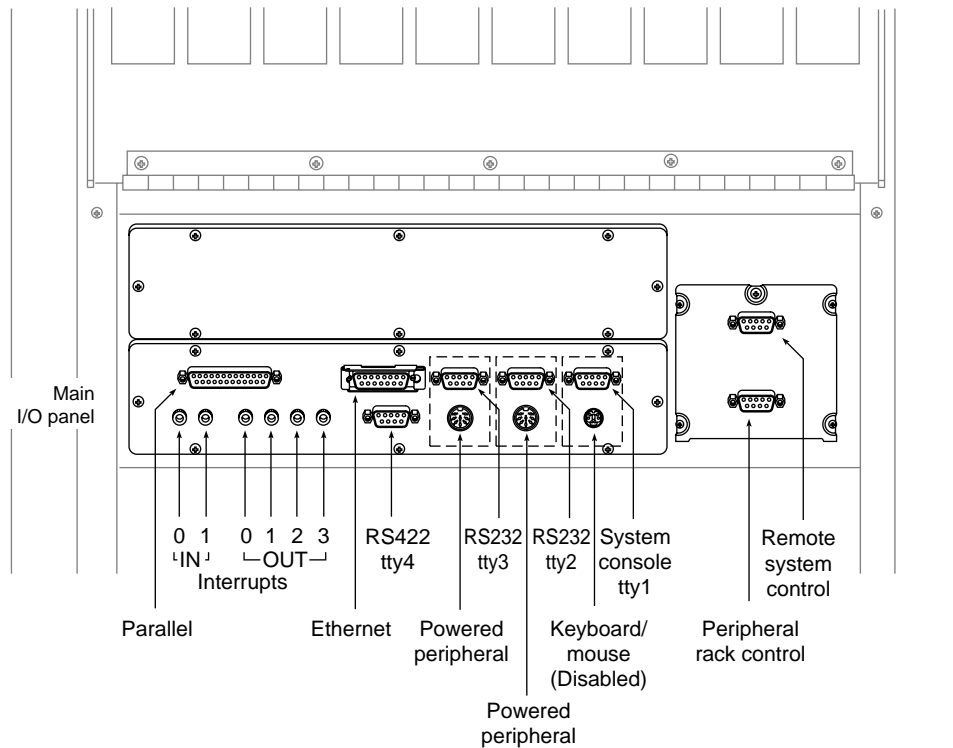 Main
I/O panel
0 1 0 1 2 3
IN OUT
Interrupts
RS422
tty4
RS232
tty3
RS232
tty2
System
console
tty1
Remote
system
control
Parallel
Ethernet
Powered
peripheral
Keyboard/
mouse
(Disabled)
Peripheral
rack control
Powered
peripheral